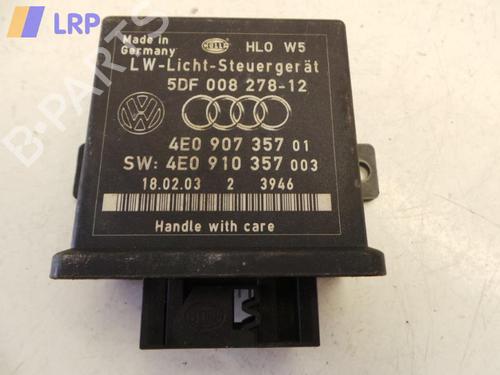 LRP
Made in
Germany
HELLA
HLO W5
LW-Licht-Steuergerät
5DF 008 278-12
4E0 907 357 01
SW: 4E0 910 357 003
18.02.03 2 3946
Handle with care
B-PARTS